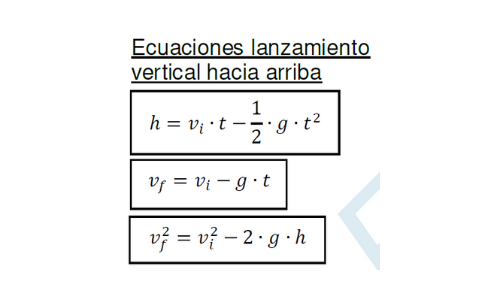 Ecuaciones lanzamiento
vertical hacia arriba
h = v_i · t − 1/2 · g · t²
v_f = v_i − g · t
v_f² = v_i² − 2 · g · h